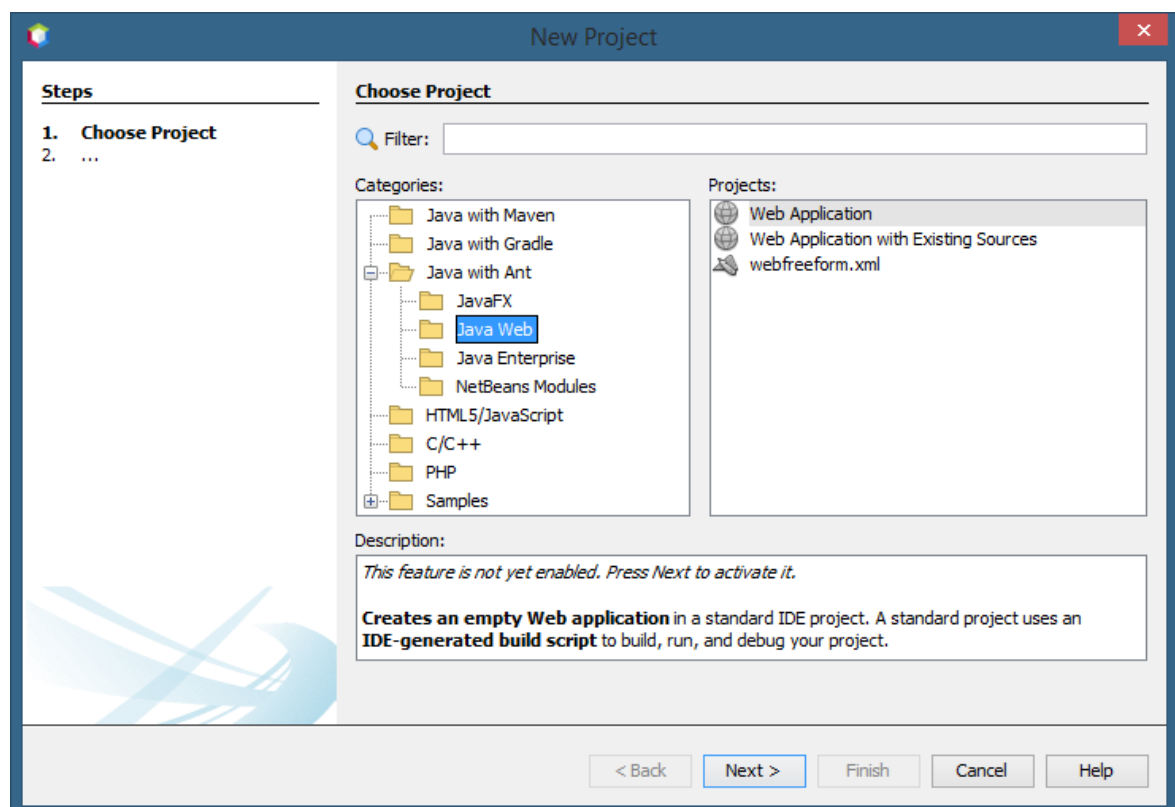 New Project
Steps
1. Choose Project
2. ...
Choose Project
Filter:
Categories:
Java with Maven
Java with Gradle
Java with Ant
JavaFX
Java Web
Java Enterprise
NetBeans Modules
HTML5/JavaScript
C/C++
PHP
Samples
Projects:
Web Application
Web Application with Existing Sources
webfreeform.xml
Description:
This feature is not yet enabled. Press Next to activate it.
Creates an empty Web application in a standard IDE project. A standard project uses an
IDE-generated build script to build, run, and debug your project.
< Back
Next >
Finish
Cancel
Help